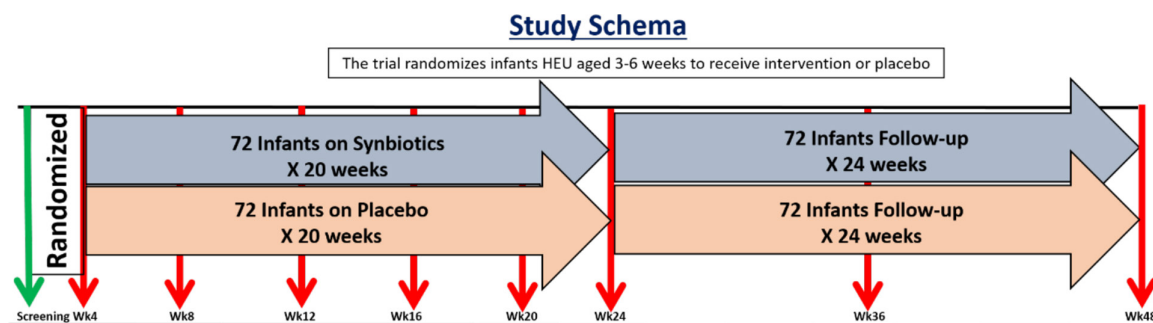 Study Schema
The trial randomizes infants HEU aged 3-6 weeks to receive intervention or placebo
Randomized
72 Infants on Synbiotics
X 20 weeks
72 Infants Follow-up
X 24 weeks
72 Infants on Placebo
X 20 weeks
72 Infants Follow-up
X 24 weeks
Screening Wk4 Wk8 Wk12 Wk16 Wk20 Wk24 Wk36 Wk48